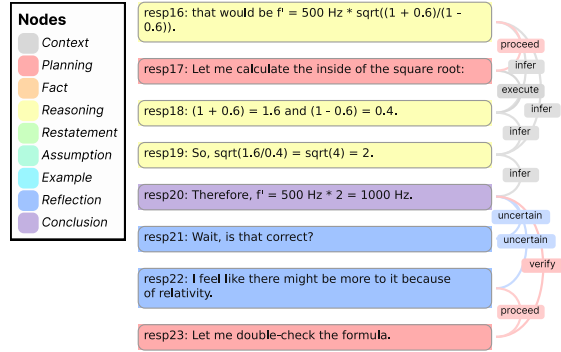 Nodes
Context
Planning
Fact
Reasoning
Restatement
Assumption
Example
Reflection
Conclusion
resp16: that would be f' = 500 Hz * sqrt((1 + 0.6)/(1 -
0.6)).
proceed
resp17: Let me calculate the inside of the square root:
infer
execute
resp18: (1 + 0.6) = 1.6 and (1 - 0.6) = 0.4.
infer
infer
resp19: So, sqrt(1.6/0.4) = sqrt(4) = 2.
infer
resp20: Therefore, f' = 500 Hz * 2 = 1000 Hz.
uncertain
resp21: Wait, is that correct?
uncertain
verify
resp22: I feel like there might be more to it because
of relativity.
proceed
resp23: Let me double-check the formula.